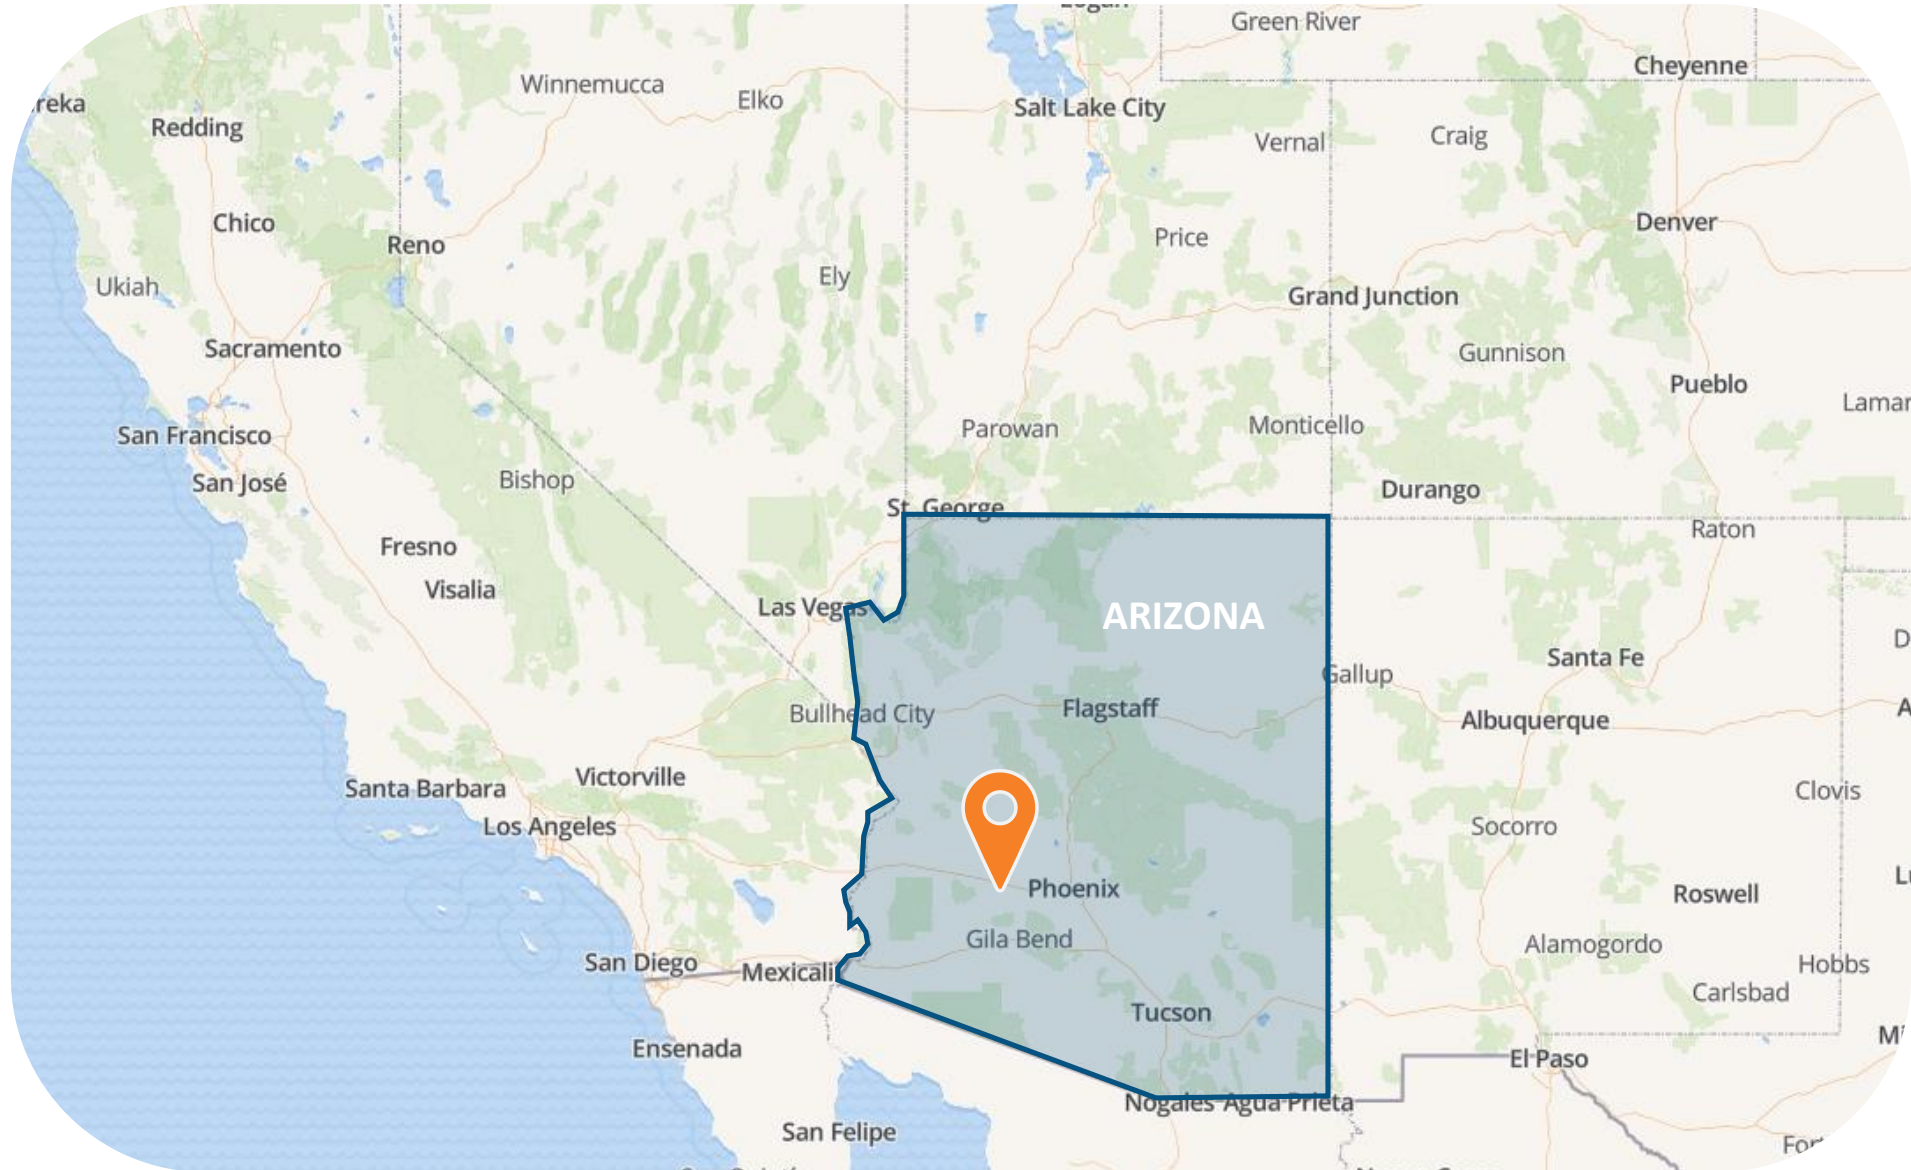 Green River
Cheyenne
Winnemucca
Elko
Salt Lake City
Redding
Vernal
Craig
Chico
Reno
Denver
Price
Ely
Ukiah
Grand Junction
Sacramento
Gunnison
Pueblo
Lamar
San Francisco
Parowan
Monticello
San José
Bishop
Durango
St. George
Raton
Fresno
Visalia
Las Vegas
ARIZONA
Santa Fe
Gallup
Bullhead City
Flagstaff
Albuquerque
Santa Barbara
Victorville
Clovis
Los Angeles
Socorro
Phoenix
Roswell
Gila Bend
Alamogordo
San Diego
Mexicali
Hobbs
Carlsbad
Tucson
Ensenada
El Paso
Nogales
Agua Prieta
San Felipe